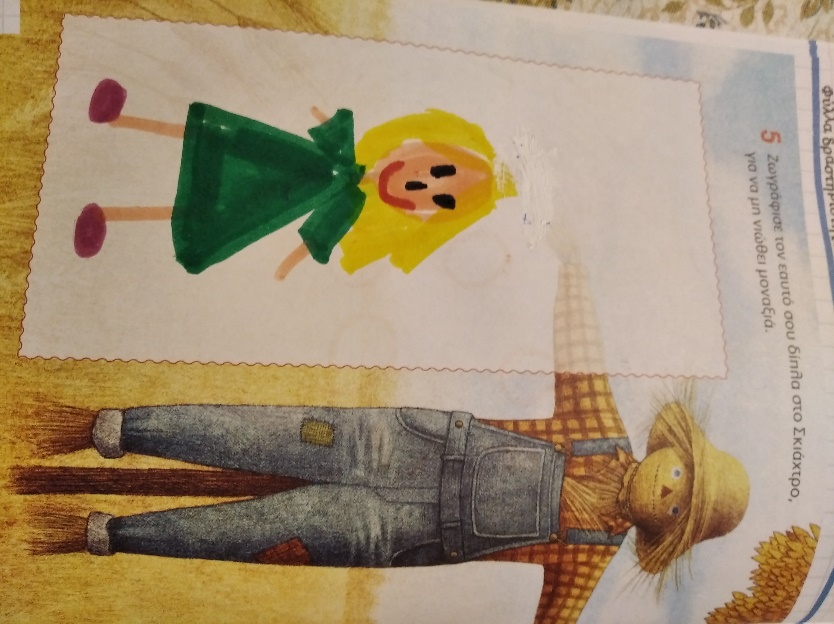 Φύλλα δραστηριοτήτων
5 Ζωγράφισε τον εαυτό σου δίπλα στο Σκιάχτρο,
για να μη νιώθει μοναξιά.